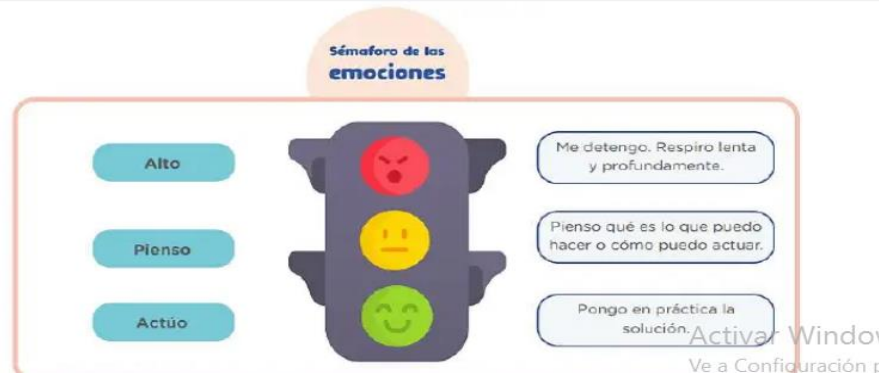 Sémaforo de las
emociones
Alto
Me detengo. Respiro lenta
y profundamente.
Pienso
Pienso qué es lo que puedo
hacer o cómo puedo actuar.
Actúo
Pongo en práctica la
solución.
Activar Windov
Ve a Configuración p